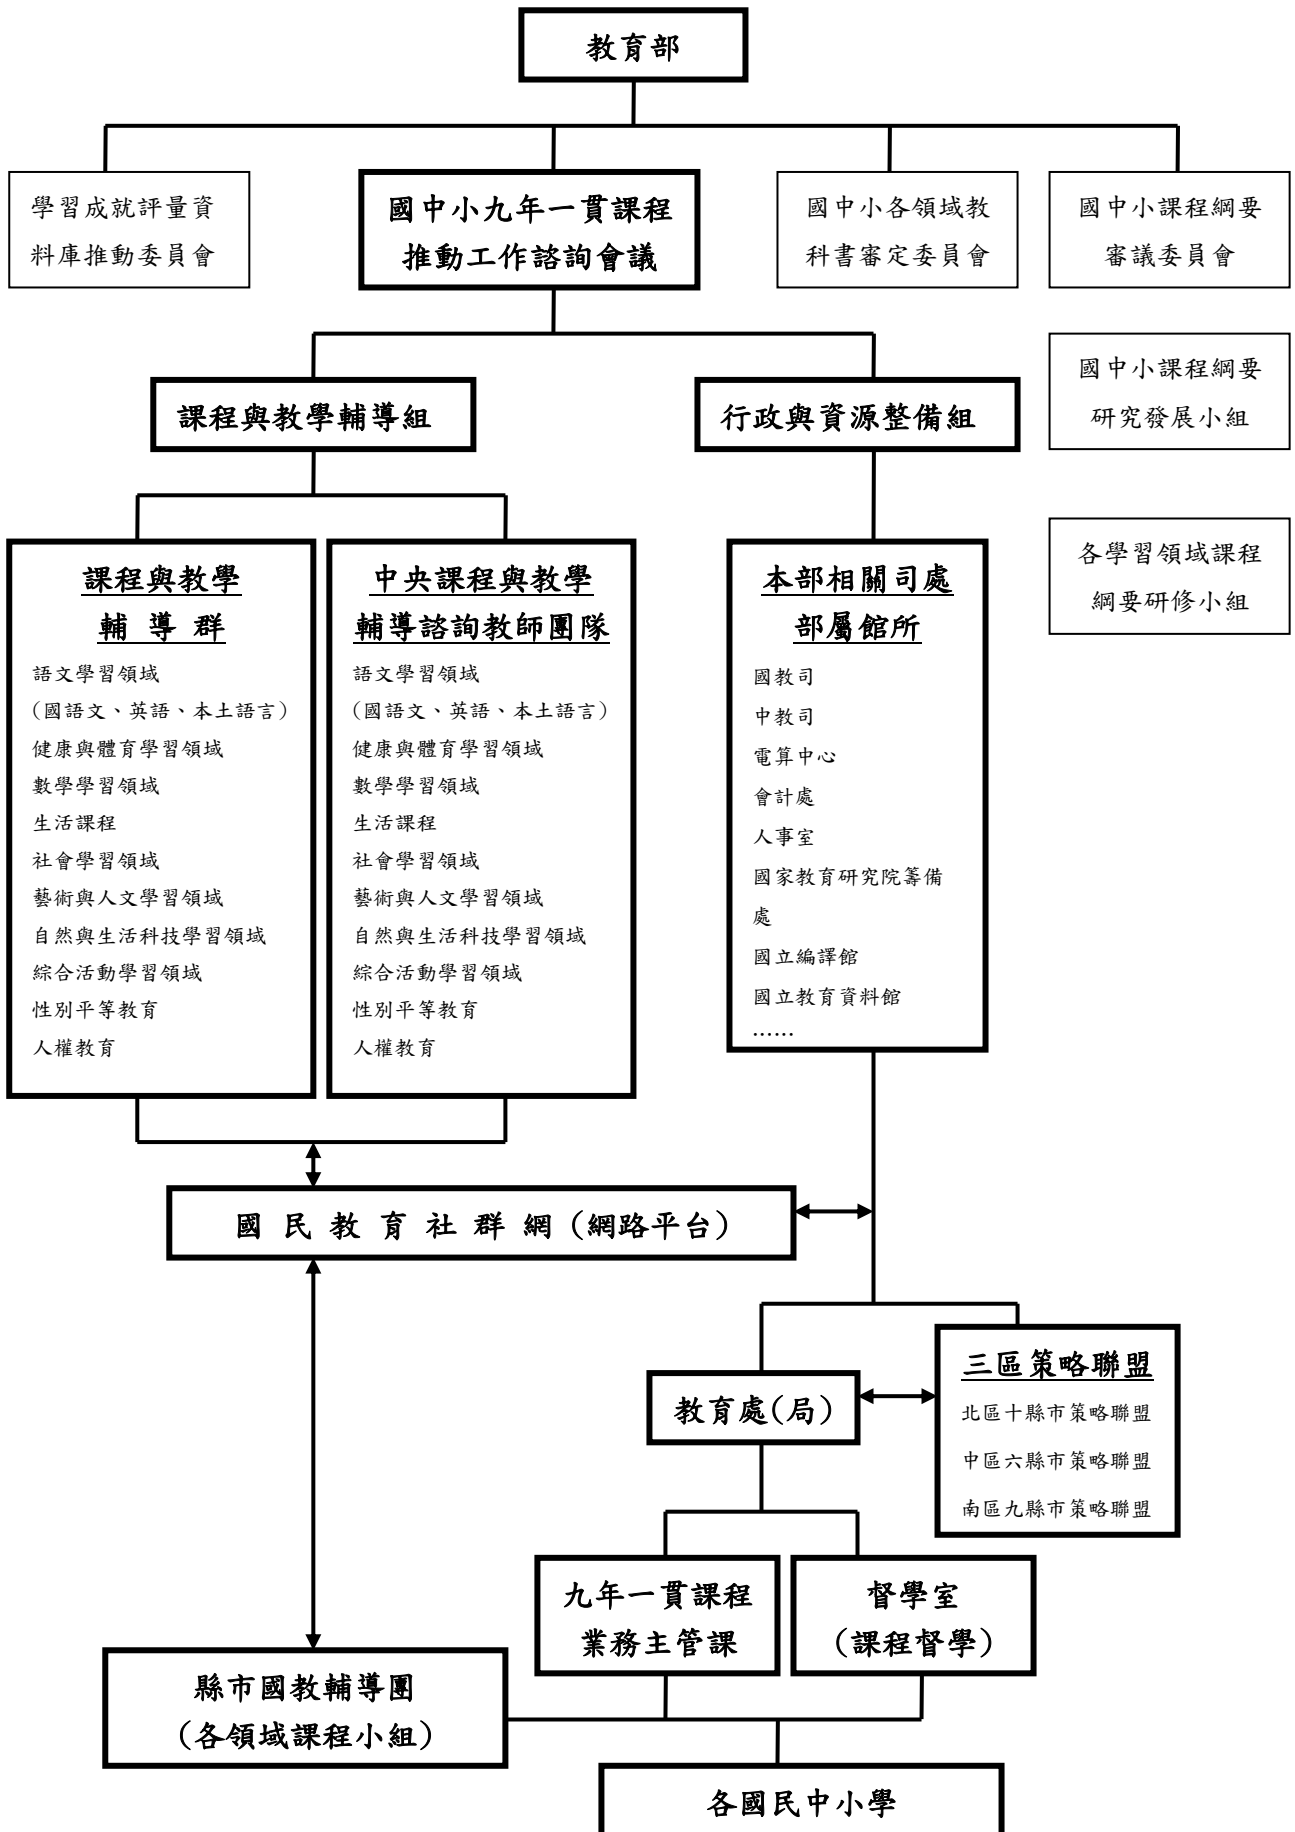 教育部
學習成就評量資
料庫推動委員會
國中小九年一貫課程
推動工作諮詢會議
國中小各領域教
科書審定委員會
國中小課程綱要
審議委員會
國中小課程綱要
研究發展小組
各學習領域課程
綱要研修小組
課程與教學輔導組
行政與資源整備組
課程與教學
輔 導 群
語文學習領域
(國語文、英語、本土語言)
健康與體育學習領域
數學學習領域
生活課程
社會學習領域
藝術與人文學習領域
自然與生活科技學習領域
綜合活動學習領域
性別平等教育
人權教育
中央課程與教學
輔導諮詢教師團隊
語文學習領域
(國語文、英語、本土語言)
健康與體育學習領域
數學學習領域
生活課程
社會學習領域
藝術與人文學習領域
自然與生活科技學習領域
綜合活動學習領域
性別平等教育
人權教育
本部相關司處
部屬館所
國教司
中教司
電算中心
會計處
人事室
國家教育研究院籌備
處
國立編譯館
國立教育資料館
……
國 民 教 育 社 群 網 (網路平台)
教育處(局)
三區策略聯盟
北區十縣市策略聯盟
中區六縣市策略聯盟
南區九縣市策略聯盟
九年一貫課程
業務主管課
督學室
(課程督學)
縣市國教輔導團
(各領域課程小組)
各國民中小學